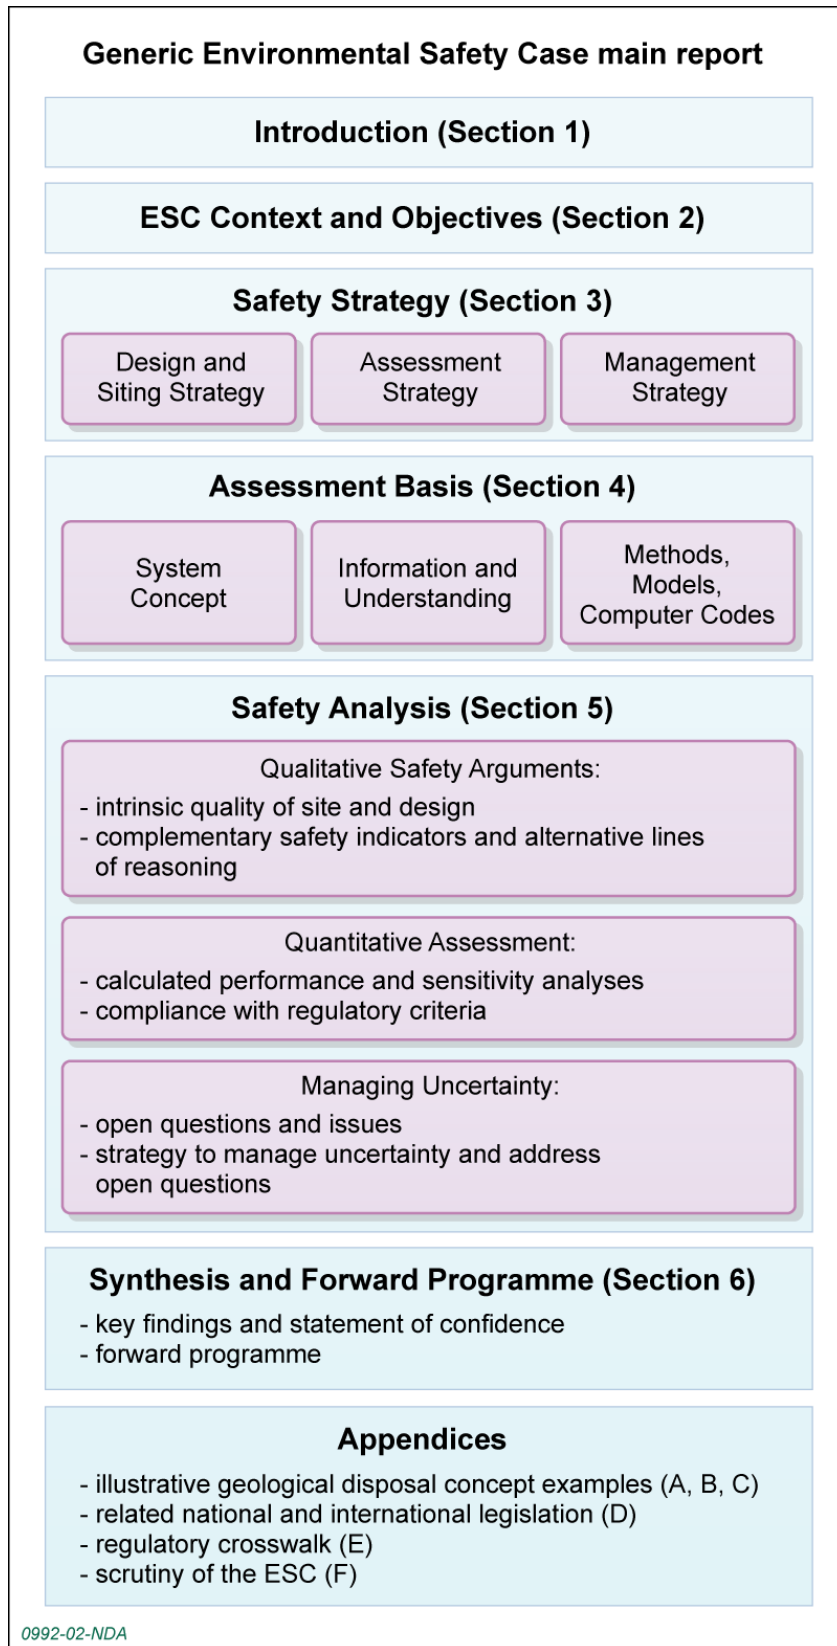 Generic Environmental Safety Case main report
Introduction (Section 1)
ESC Context and Objectives (Section 2)
Safety Strategy (Section 3)
Design and
Siting Strategy
Assessment
Strategy
Management
Strategy
Assessment Basis (Section 4)
System
Concept
Information and
Understanding
Methods,
Models,
Computer Codes
Safety Analysis (Section 5)
Qualitative Safety Arguments:
- intrinsic quality of site and design
- complementary safety indicators and alternative lines
of reasoning
Quantitative Assessment:
- calculated performance and sensitivity analyses
- compliance with regulatory criteria
Managing Uncertainty:
- open questions and issues
- strategy to manage uncertainty and address
open questions
Synthesis and Forward Programme (Section 6)
- key findings and statement of confidence
- forward programme
Appendices
- illustrative geological disposal concept examples (A, B, C)
- related national and international legislation (D)
- regulatory crosswalk (E)
- scrutiny of the ESC (F)
0992-02-NDA